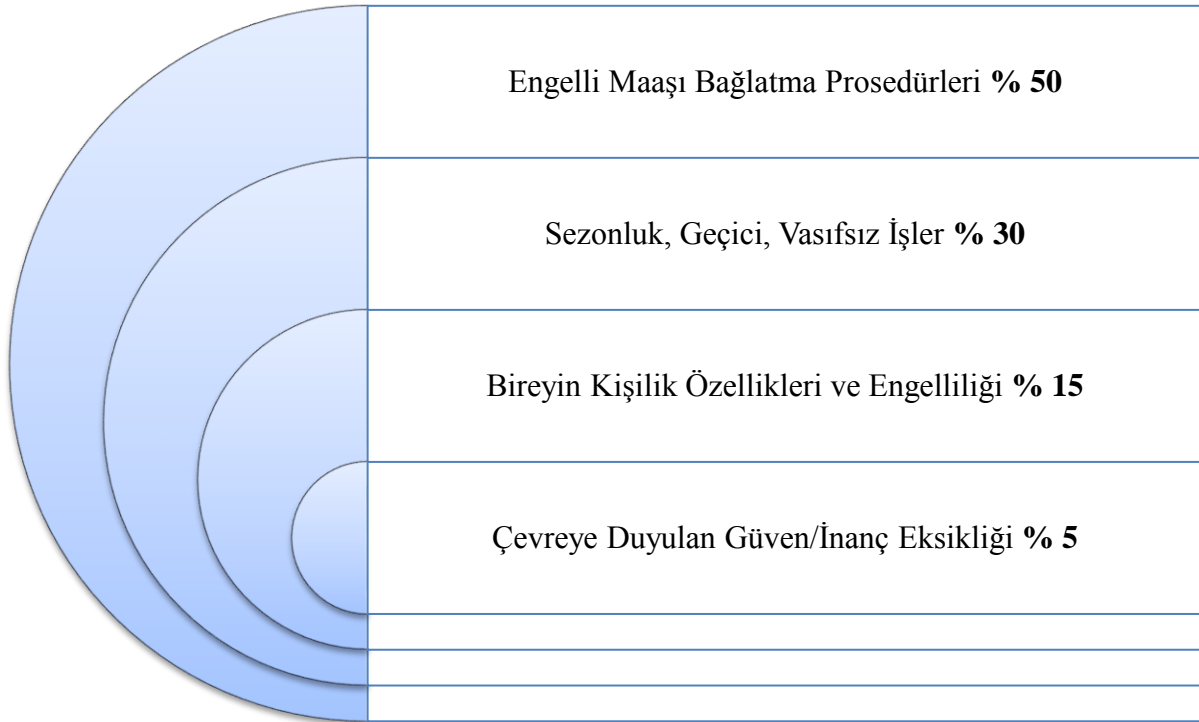 Engelli Maaşı Bağlatma Prosedürleri % 50
Sezonluk, Geçici, Vasıfsız İşler % 30
Bireyin Kişilik Özellikleri ve Engelliliği % 15
Çevreye Duyulan Güven/İnanç Eksikliği % 5